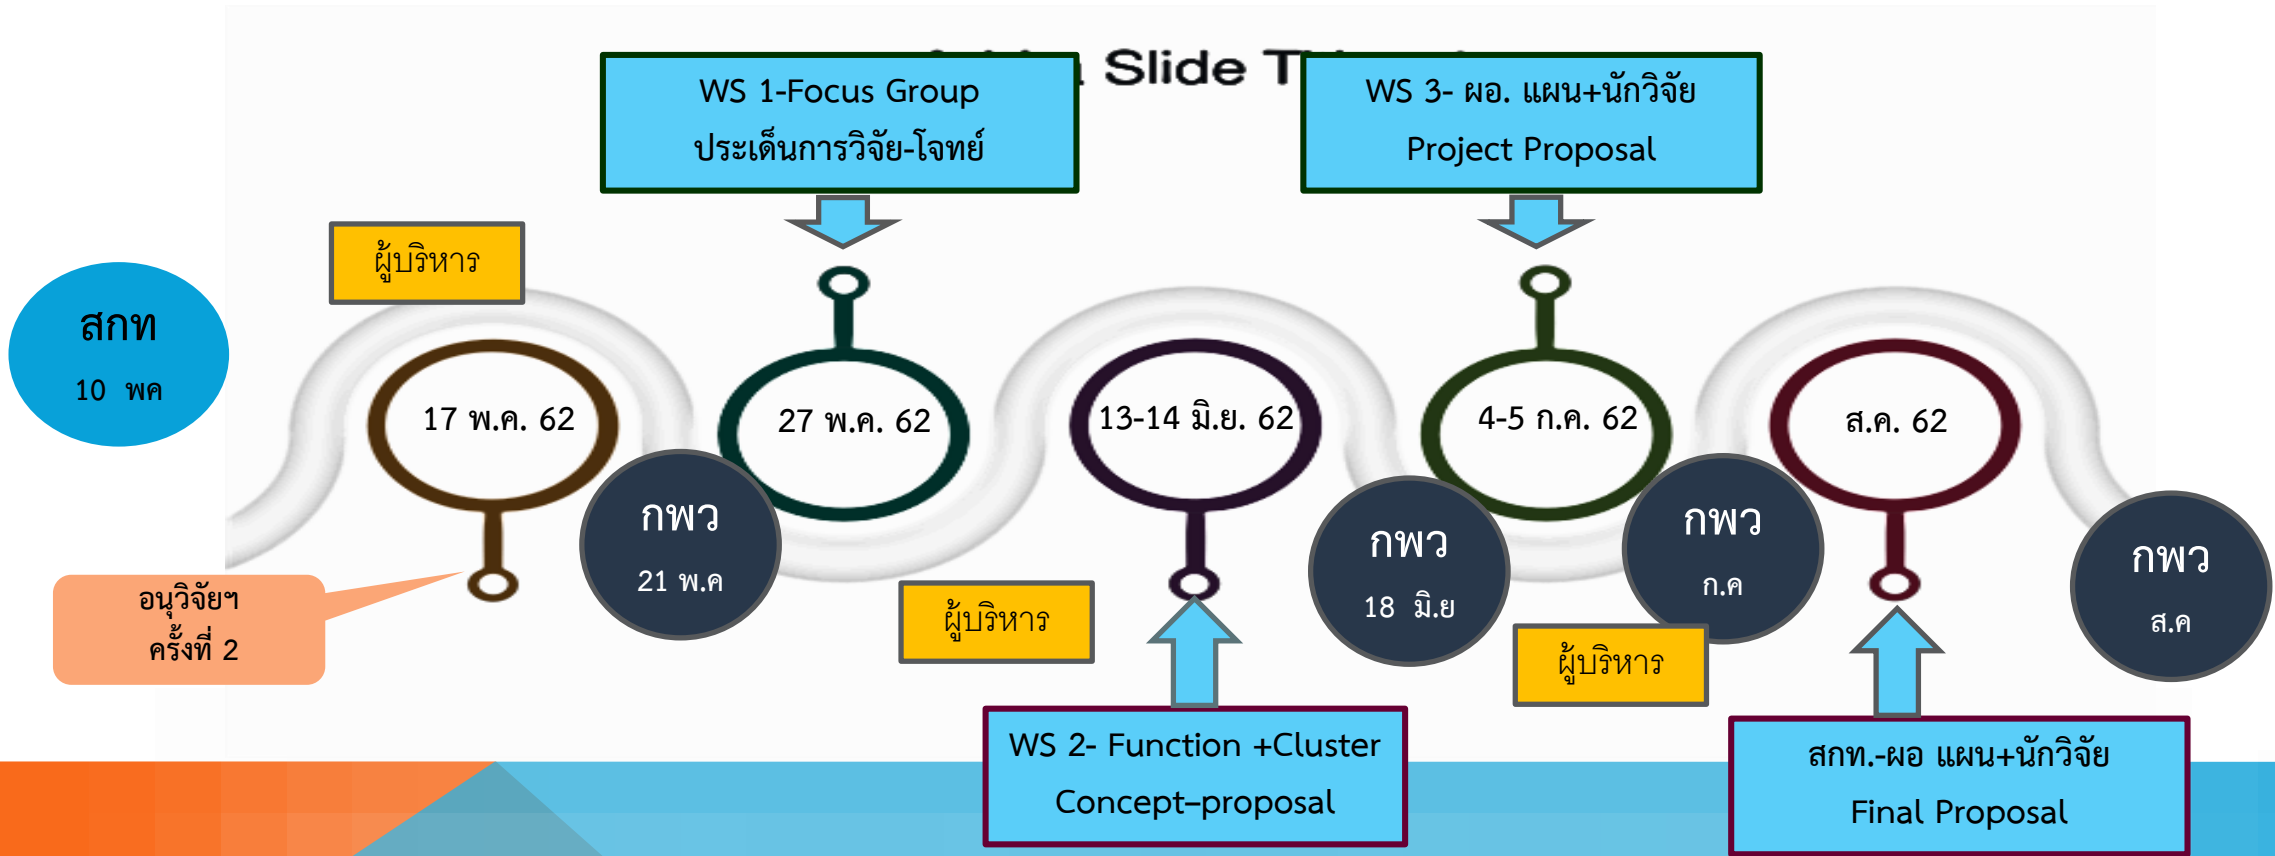 Slide
WS 1-Focus Group
ประเด็นการวิจัย-โจทย์
WS 3- ผอ. แผน+นักวิจัย
Project Proposal
ผู้บริหาร
สกท
10 พค
17 พ.ค. 62
27 พ.ค. 62
13-14 มิ.ย. 62
4-5 ก.ค. 62
ส.ค. 62
กพว
21 พ.ค
กพว
18 มิ.ย
กพว
ก.ค
กพว
ส.ค
อนุวิจัยฯ
ครั้งที่ 2
ผู้บริหาร
ผู้บริหาร
WS 2- Function +Cluster
Concept–proposal
สกท.-ผอ แผน+นักวิจัย
Final Proposal